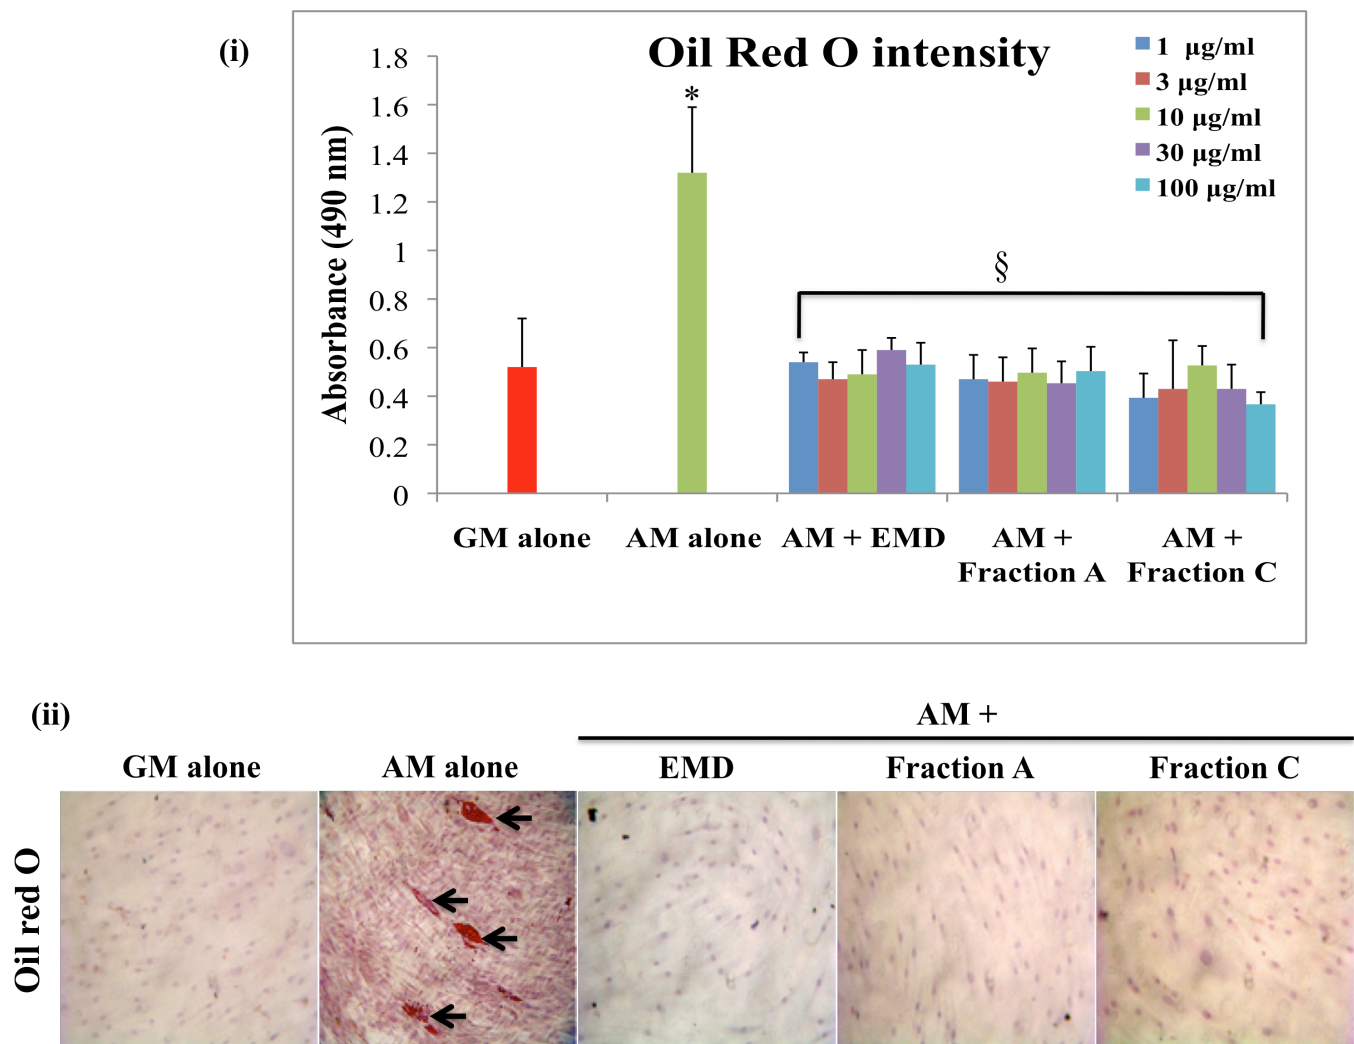 (i)
Oil Red O intensity
1 µg/ml
3 µg/ml
10 µg/ml
30 µg/ml
100 µg/ml
Absorbance (490 nm)
1.8
1.6
1.4
1.2
1
0.8
0.6
0.4
0.2
0
*
§
GM alone
AM alone
AM + EMD
AM +
Fraction A
AM +
Fraction C
(ii)
AM +
GM alone
AM alone
EMD
Fraction A
Fraction C
Oil red O